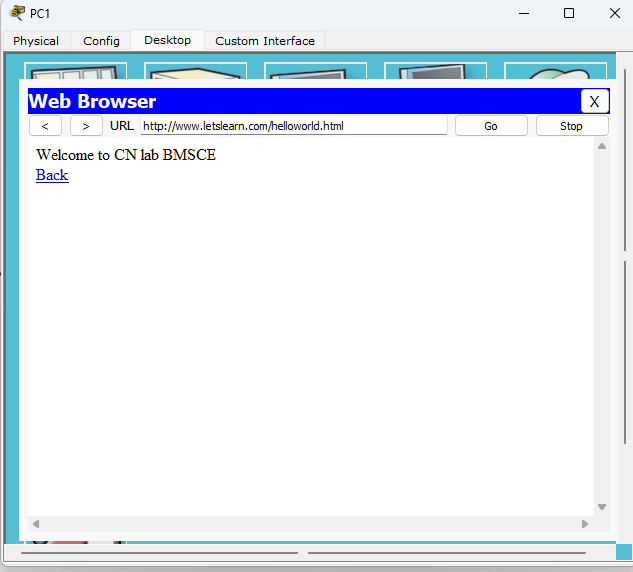 PC1
Physical Config Desktop Custom Interface
Web Browser X
< > URL http://www.letslearn.com/helloworld.html Go Stop
Welcome to CN lab BMSCE
Back